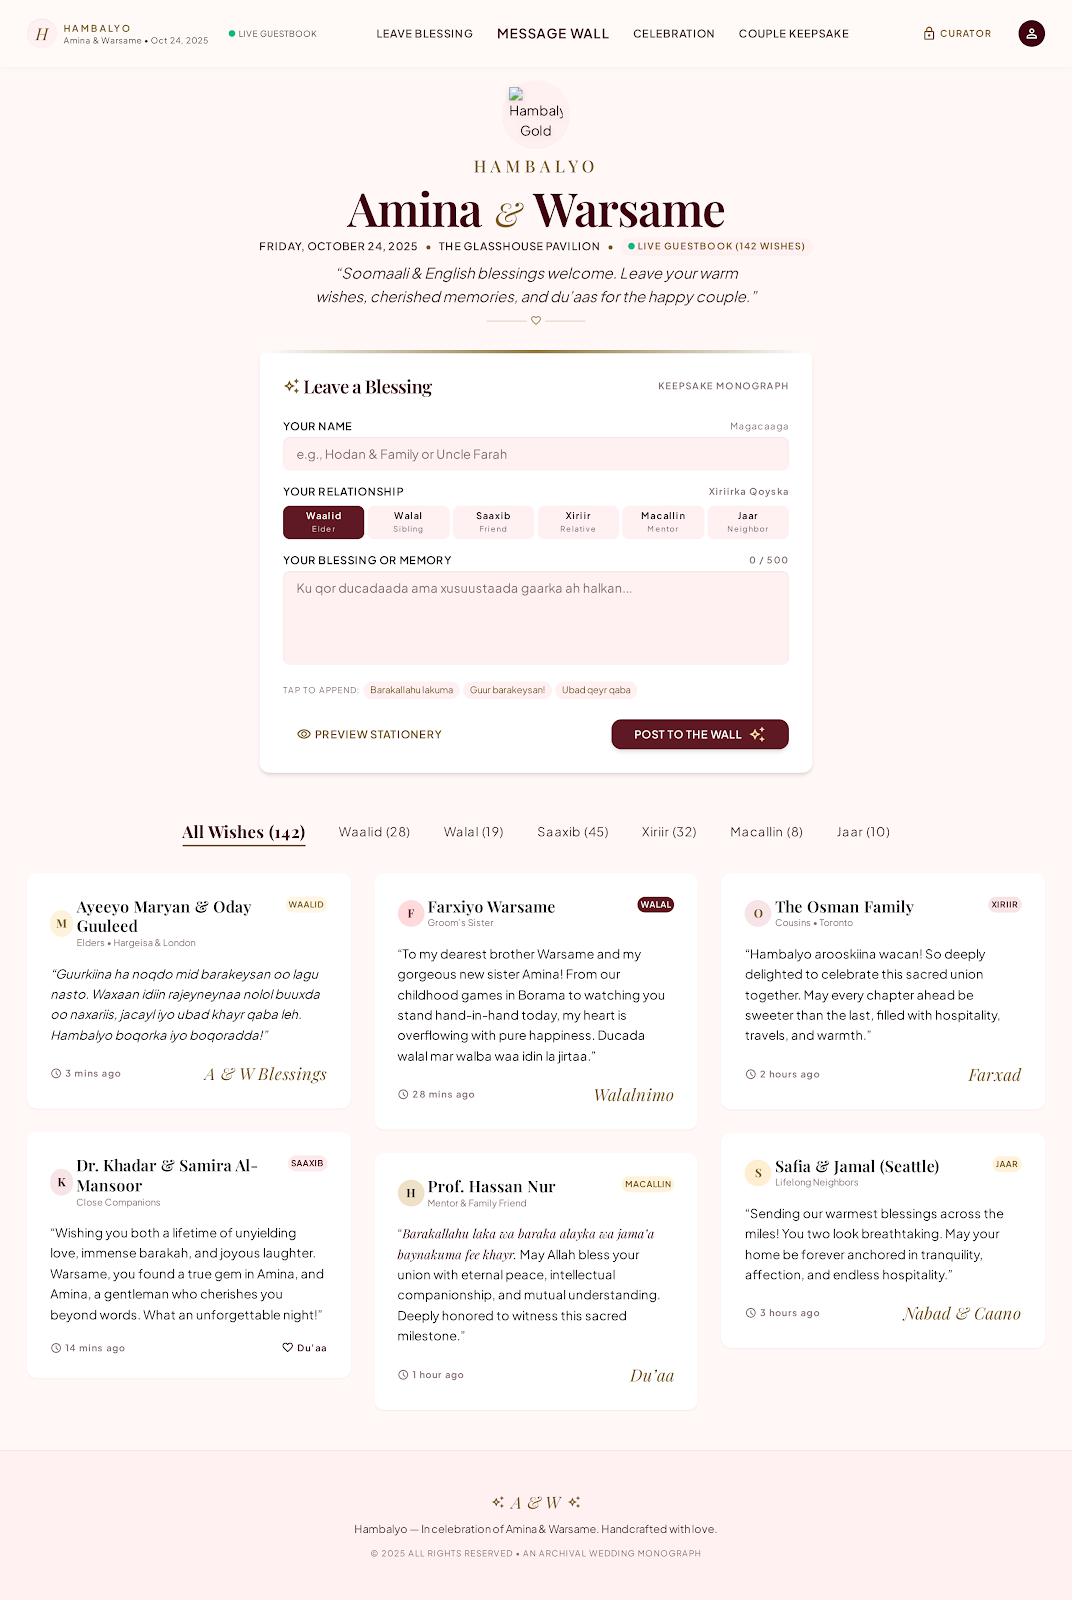 H
HAMBALYO
Amina & Warsame • Oct 24, 2025
LIVE GUESTBOOK
LEAVE BLESSING
MESSAGE WALL
CELEBRATION
COUPLE KEEPSAKE
CURATOR
Hambaly
Gold
HAMBALYO
Amina & Warsame
FRIDAY, OCTOBER 24, 2025 • THE GLASSHOUSE PAVILION • LIVE GUESTBOOK (142 WISHES)
“Soomaali & English blessings welcome. Leave your warm
wishes, cherished memories, and du'aas for the happy couple.”
Leave a Blessing
KEEPSAKE MONOGRAPH
YOUR NAME
Magacaaga
e.g., Hodan & Family or Uncle Farah
YOUR RELATIONSHIP
Xiriirka Qoyska
Waalid
Elder
Walal
Sibling
Saaxib
Friend
Xiriir
Relative
Macallin
Mentor
Jaar
Neighbor
YOUR BLESSING OR MEMORY
0 / 500
Ku qor ducadaada ama xusuustaada gaarka ah halkan...
TAP TO APPEND:
Barakallahu lakuma
Guur barakeysan!
Ubad qeyr qaba
PREVIEW STATIONERY
POST TO THE WALL
All Wishes (142)
Waalid (28)
Walal (19)
Saaxib (45)
Xiriir (32)
Macallin (8)
Jaar (10)
M
Ayeeyo Maryan & Oday
Guuleed
Elders • Hargeisa & London
WAALID
“Guurkiina ha noqdo mid barakeysan oo lagu
nasto. Waxaan idiin rajeyneynaa nolol buuxda
oo naxariis, jacayl iyo ubad khayr qaba leh.
Hambalyo boqorka iyo boqoradda!”
3 mins ago
A & W Blessings
F
Farxiyo Warsame
Groom's Sister
WALAL
“To my dearest brother Warsame and my
gorgeous new sister Amina! From our
childhood games in Borama to watching you
stand hand-in-hand today, my heart is
overflowing with pure happiness. Ducada
walal mar walba waa idin la jirtaa.”
28 mins ago
Walalnimo
O
The Osman Family
Cousins • Toronto
XIRIIR
“Hambalyo arooskiina wacan! So deeply
delighted to celebrate this sacred union
together. May every chapter ahead be
sweeter than the last, filled with hospitality,
travels, and warmth.”
2 hours ago
Farxad
K
Dr. Khadar & Samira Al-
Mansoor
Close Companions
SAAXIB
“Wishing you both a lifetime of unyielding
love, immense barakah, and joyous laughter.
Warsame, you found a true gem in Amina, and
Amina, a gentleman who cherishes you
beyond words. What an unforgettable night!”
14 mins ago
Du'aa
H
Prof. Hassan Nur
Mentor & Family Friend
MACALLIN
“Barakallahu laka wa baraka alayka wa jama'a
baynakuma fee khayr. May Allah bless your
union with eternal peace, intellectual
companionship, and mutual understanding.
Deeply honored to witness this sacred
milestone.”
1 hour ago
Du'aa
S
Safia & Jamal (Seattle)
Lifelong Neighbors
JAAR
“Sending our warmest blessings across the
miles! You two look breathtaking. May your
home be forever anchored in tranquility,
affection, and endless hospitality.”
3 hours ago
Nabad & Caano
A & W
Hambalyo — In celebration of Amina & Warsame. Handcrafted with love.
© 2025 ALL RIGHTS RESERVED • AN ARCHIVAL WEDDING MONOGRAPH